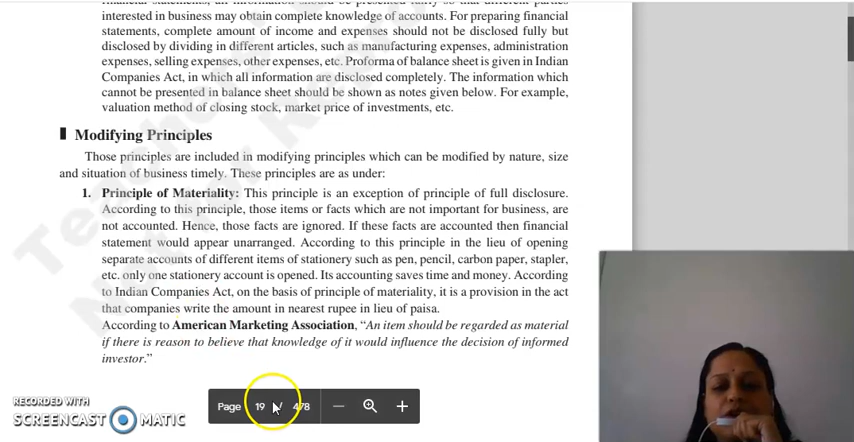 financial statements, all information should be presented fully so that different parties
interested in business may obtain complete knowledge of accounts. For preparing financial
statements, complete amount of income and expenses should not be disclosed fully but
disclosed by dividing in different articles, such as manufacturing expenses, administration
expenses, selling expenses, other expenses, etc. Proforma of balance sheet is given in Indian
Companies Act, in which all information are disclosed completely. The information which
cannot be presented in balance sheet should be shown as notes given below. For example,
valuation method of closing stock, market price of investments, etc.
Modifying Principles
Those principles are included in modifying principles which can be modified by nature, size
and situation of business timely. These principles are as under:
1. Principle of Materiality: This principle is an exception of principle of full disclosure.
According to this principle, those items or facts which are not important for business, are
not accounted. Hence, those facts are ignored. If these facts are accounted then financial
statement would appear unarranged. According to this principle in the lieu of opening
separate accounts of different items of stationery such as pen, pencil, carbon paper, stapler,
etc. only one stationery account is opened. Its accounting saves time and money. According
to Indian Companies Act, on the basis of principle of materiality, it is a provision in the act
that companies write the amount in nearest rupee in lieu of paisa.
According to American Marketing Association, “An item should be regarded as material
if there is reason to believe that knowledge of it would influence the decision of informed
investor.”
Page 19 / 478
RECORDED WITH
SCREENCAST MATIC